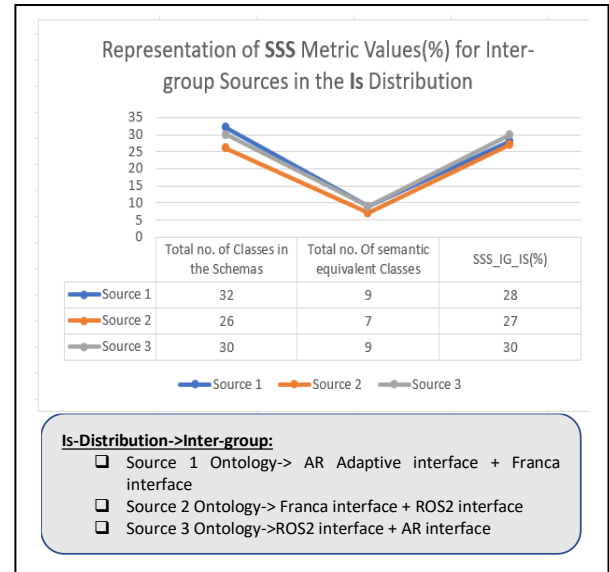 Representation of SSS Metric Values(%) for Inter-
group Sources in the Is Distribution
35
30
25
20
15
10
5
0
Total no. of Classes in
the Schemas
Total no. Of semantic
equivalent Classes
SSS_IG_IS(%)
Source 1 32 9 28
Source 2 26 7 27
Source 3 30 9 30
Source 1 Source 2 Source 3
Is-Distribution->Inter-group:
❑ Source 1 Ontology-> AR Adaptive interface + Franca
interface
❑ Source 2 Ontology-> Franca interface + ROS2 interface
❑ Source 3 Ontology->ROS2 interface + AR interface